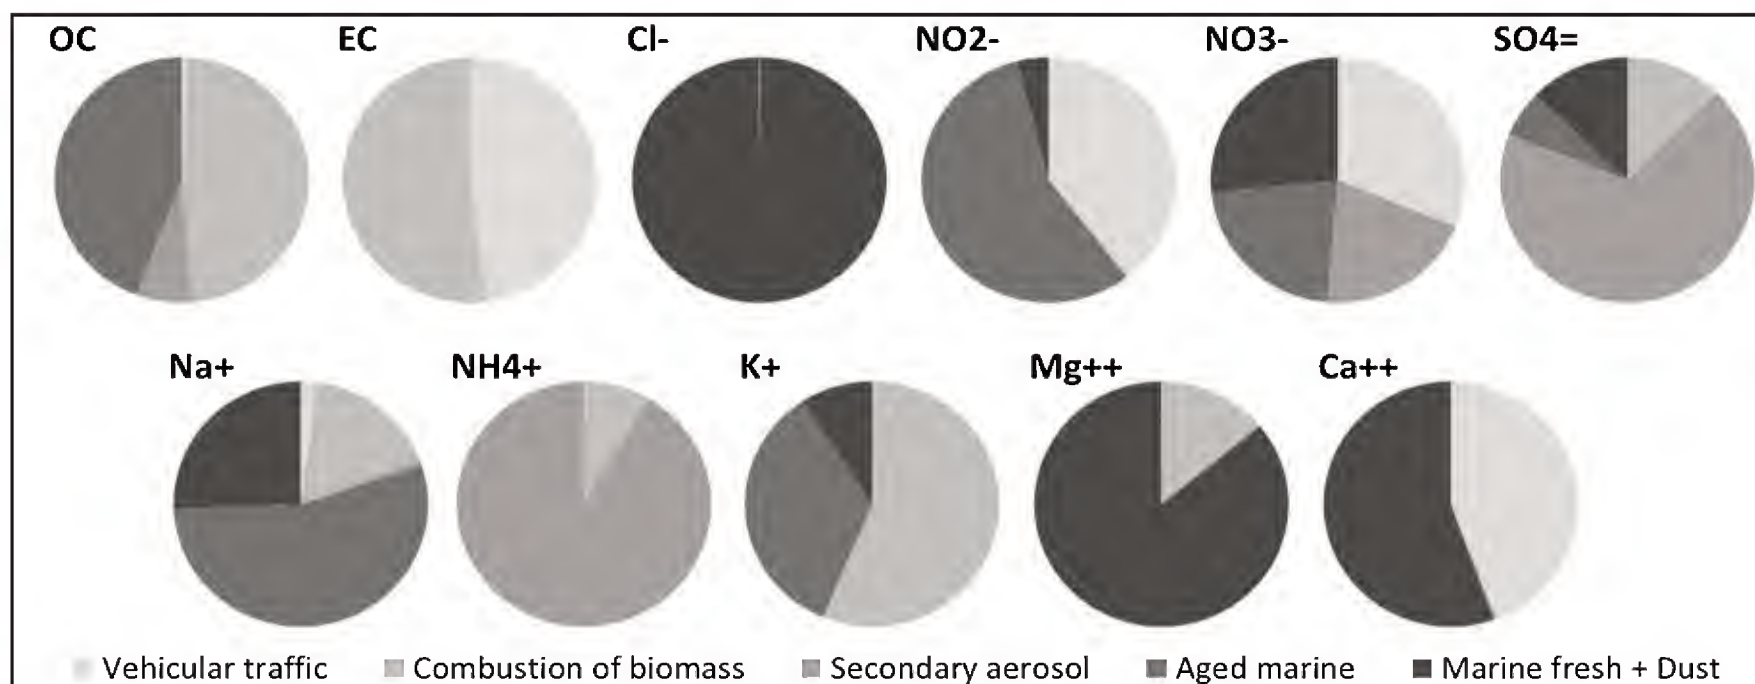 OC EC Cl- NO2- NO3- SO4=
Na+ NH4+ K+ Mg++ Ca++
Vehicular traffic Combustion of biomass Secondary aerosol Aged marine Marine fresh + Dust